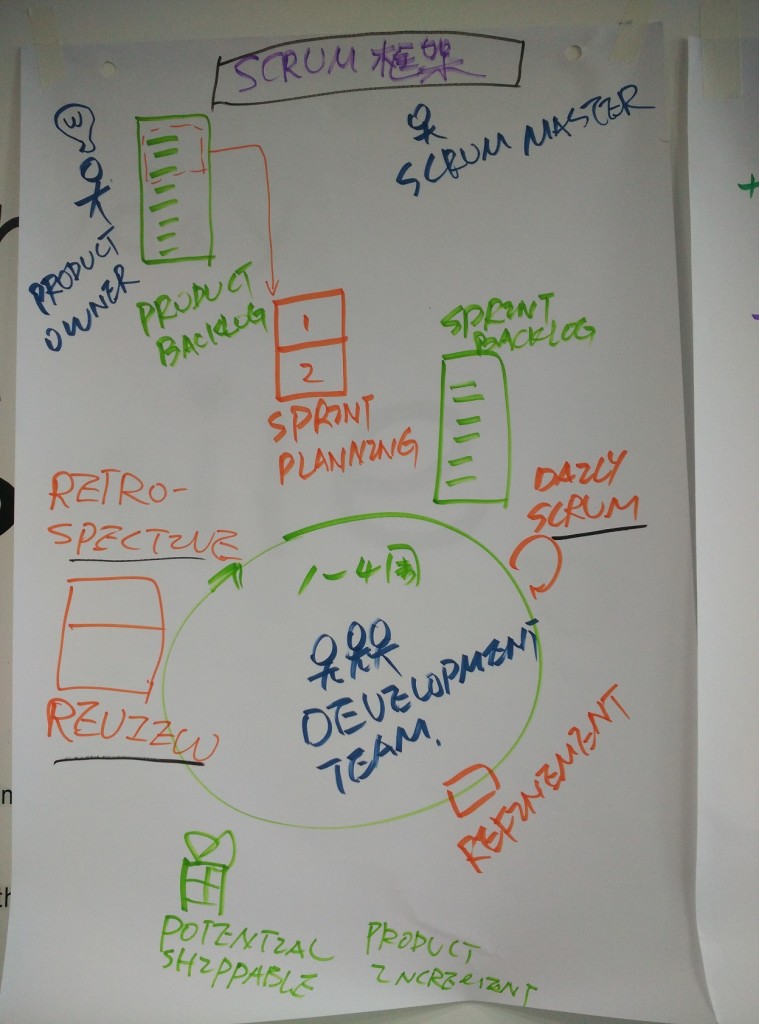 SCRUM 框架
PRODUCT
OWNER
PRODUCT
BACKLOG
SCRUM MASTER
1
2
SPRINT
PLANNING
SPRINT
BACKLOG
DAILY
SCRUM
RETRO-
SPECTIVE
REVIEW
1-4周
DEVELOPMENT
TEAM.
REFINEMENT
POTENTIAL
SHIPPABLE
PRODUCT
INCREMENT